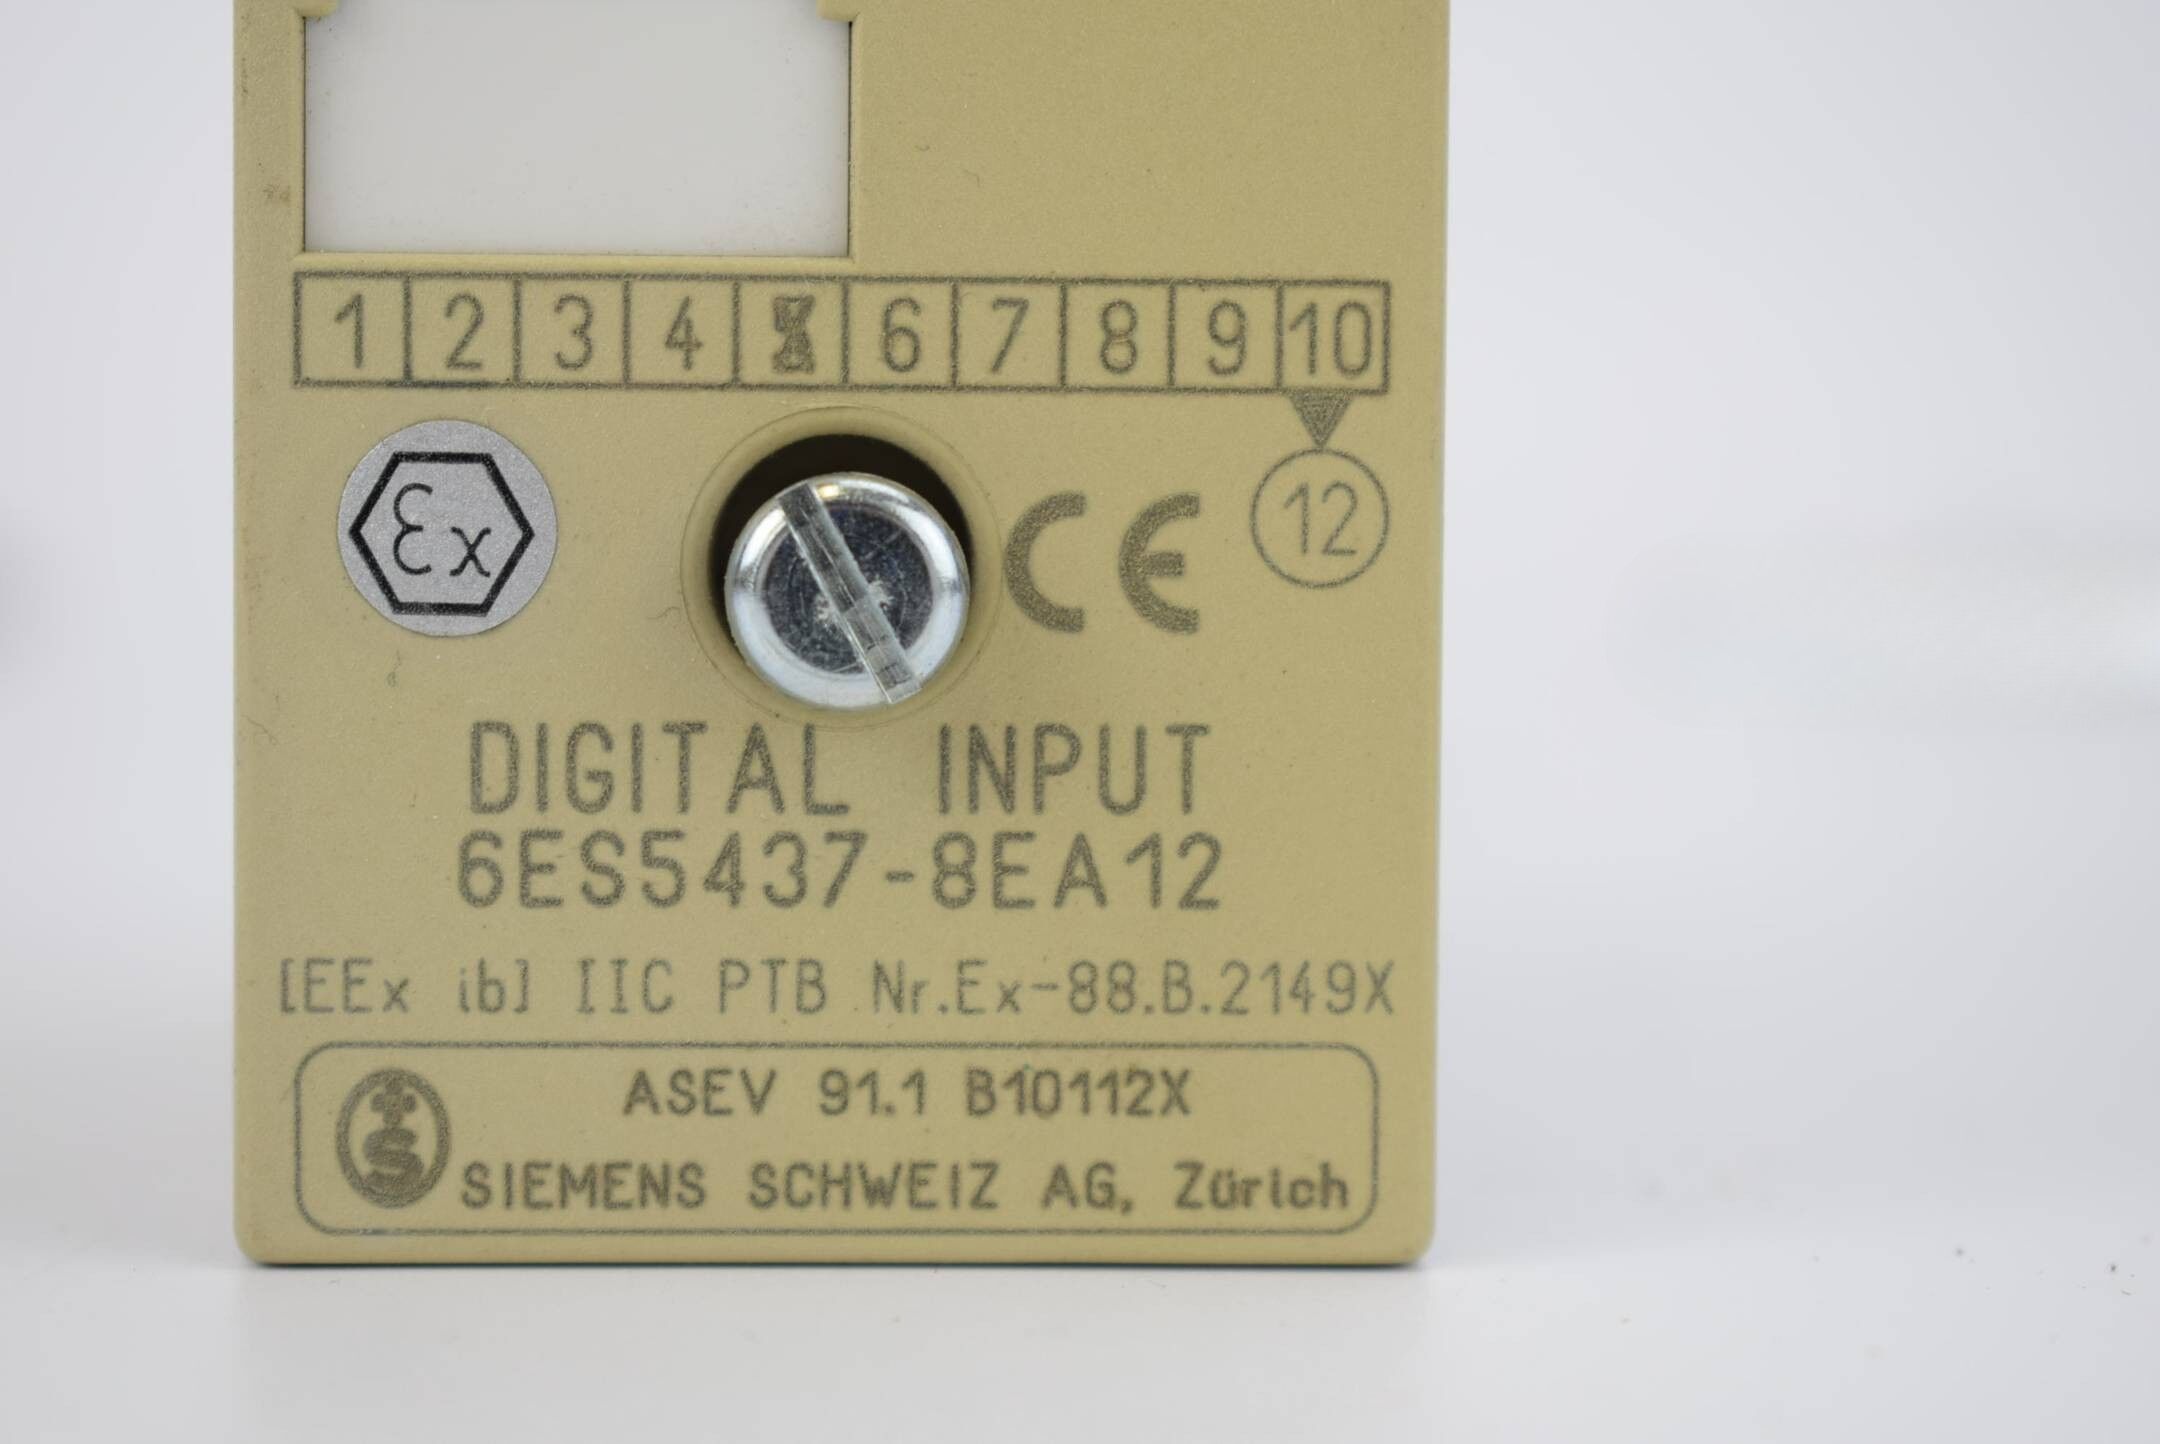 1 2 3 4 6 7 8 9 10
Ex CE 12
DIGITAL INPUT
6ES5437-8EA12
[EEx ib] IIC PTB Nr.Ex-88.B.2149X
ASEV 91.1 B10112X
S
SIEMENS SCHWEIZ AG, Zürich